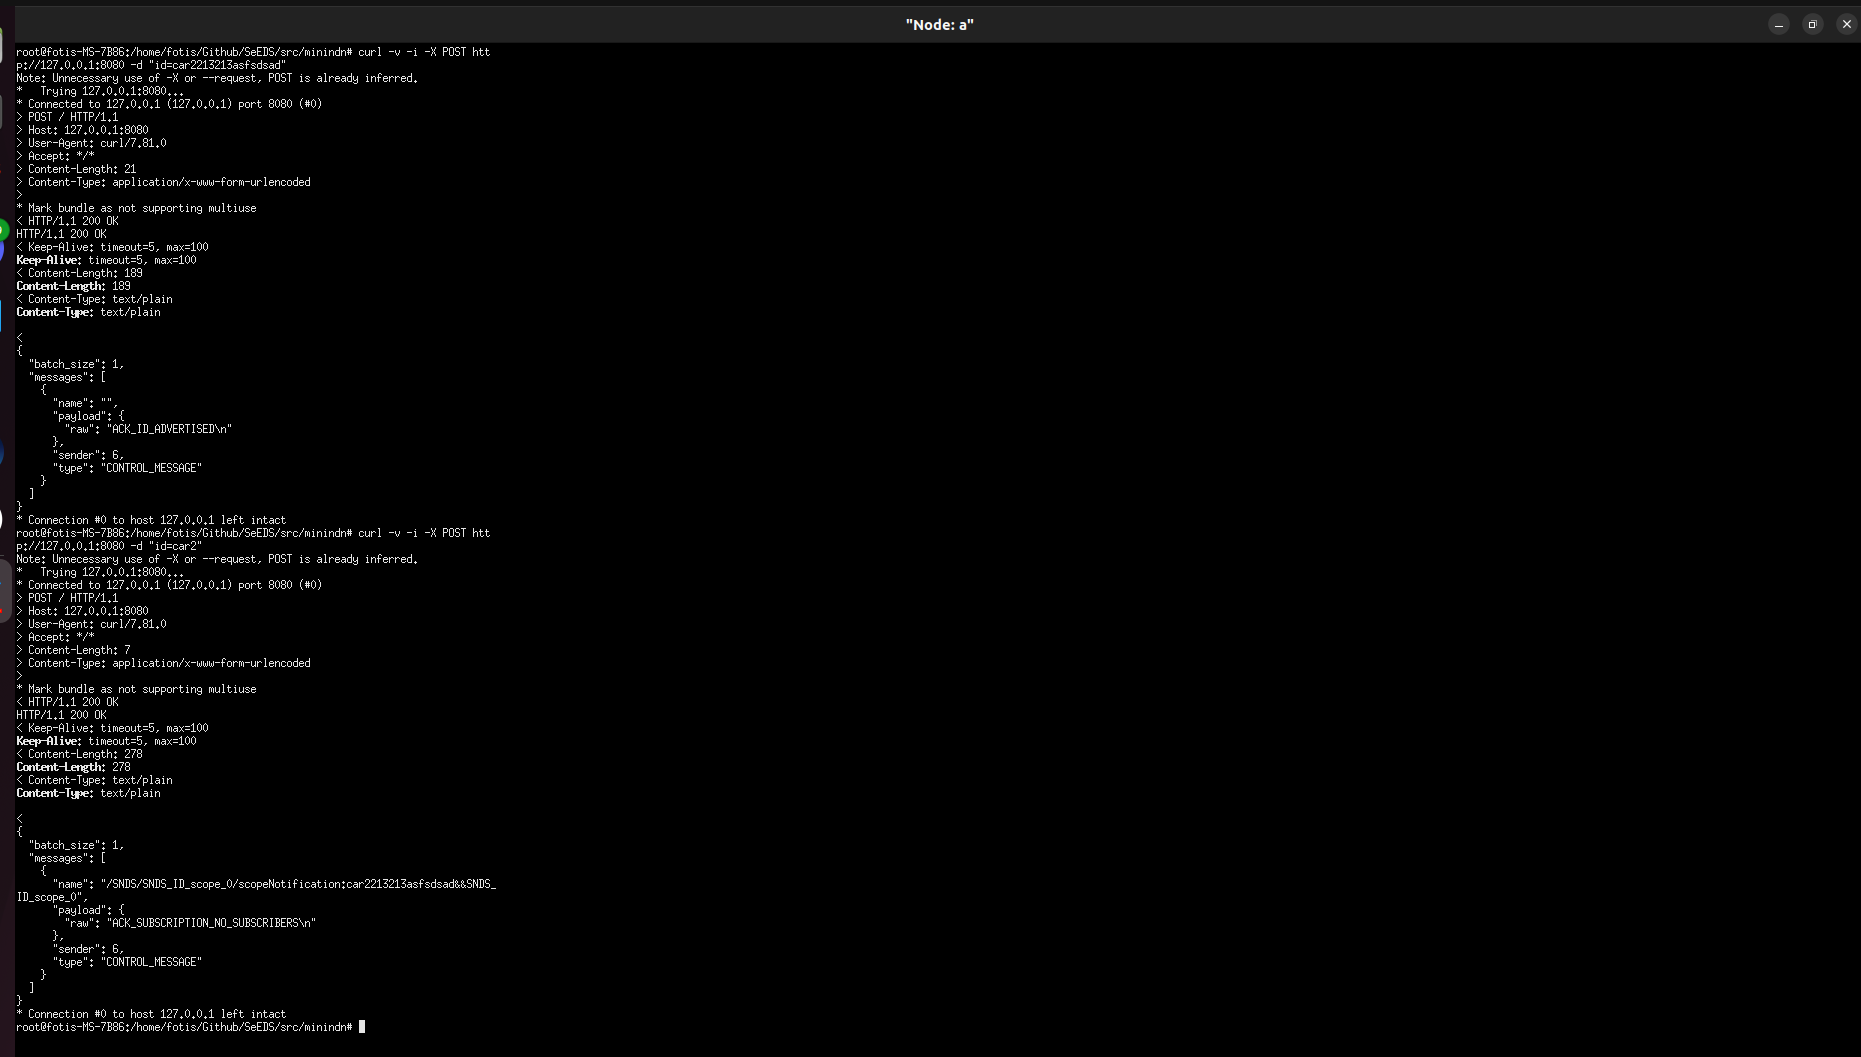 "Node: a"
root@fotis-MS-7B86:/home/fotis/Github/SeEDS/src/minindn# curl -v -i -X POST htt
p://127.0.0.1:8080 -d "id=car2213213asfsdsad"
Note: Unnecessary use of -X or --request, POST is already inferred.
*   Trying 127.0.0.1:8080...
* Connected to 127.0.0.1 (127.0.0.1) port 8080 (#0)
> POST / HTTP/1.1
> Host: 127.0.0.1:8080
> User-Agent: curl/7.81.0
> Accept: */*
> Content-Length: 21
> Content-Type: application/x-www-form-urlencoded
>
* Mark bundle as not supporting multiuse
< HTTP/1.1 200 OK
HTTP/1.1 200 OK
< Keep-Alive: timeout=5, max=100
Keep-Alive: timeout=5, max=100
< Content-Length: 189
Content-Length: 189
< Content-Type: text/plain
Content-Type: text/plain

<
{
  "batch_size": 1,
  "messages": [
    {
      "name": "",
      "payload": {
        "raw": "ACK_ID_ADVERTISED\n"
      },
      "sender": 6,
      "type": "CONTROL_MESSAGE"
    }
  ]
}
* Connection #0 to host 127.0.0.1 left intact
root@fotis-MS-7B86:/home/fotis/Github/SeEDS/src/minindn# curl -v -i -X POST htt
p://127.0.0.1:8080 -d "id=car2"
Note: Unnecessary use of -X or --request, POST is already inferred.
*   Trying 127.0.0.1:8080...
* Connected to 127.0.0.1 (127.0.0.1) port 8080 (#0)
> POST / HTTP/1.1
> Host: 127.0.0.1:8080
> User-Agent: curl/7.81.0
> Accept: */*
> Content-Length: 7
> Content-Type: application/x-www-form-urlencoded
>
* Mark bundle as not supporting multiuse
< HTTP/1.1 200 OK
HTTP/1.1 200 OK
< Keep-Alive: timeout=5, max=100
Keep-Alive: timeout=5, max=100
< Content-Length: 278
Content-Length: 278
< Content-Type: text/plain
Content-Type: text/plain

<
{
  "batch_size": 1,
  "messages": [
    {
      "name": "/SNDS/SNDS_ID_scope_0/scopeNotification:car2213213asfsdsad&&SNDS_
ID_scope_0",
      "payload": {
        "raw": "ACK_SUBSCRIPTION_NO_SUBSCRIBERS\n"
      },
      "sender": 6,
      "type": "CONTROL_MESSAGE"
    }
  ]
}
* Connection #0 to host 127.0.0.1 left intact
root@fotis-MS-7B86:/home/fotis/Github/SeEDS/src/minindn#